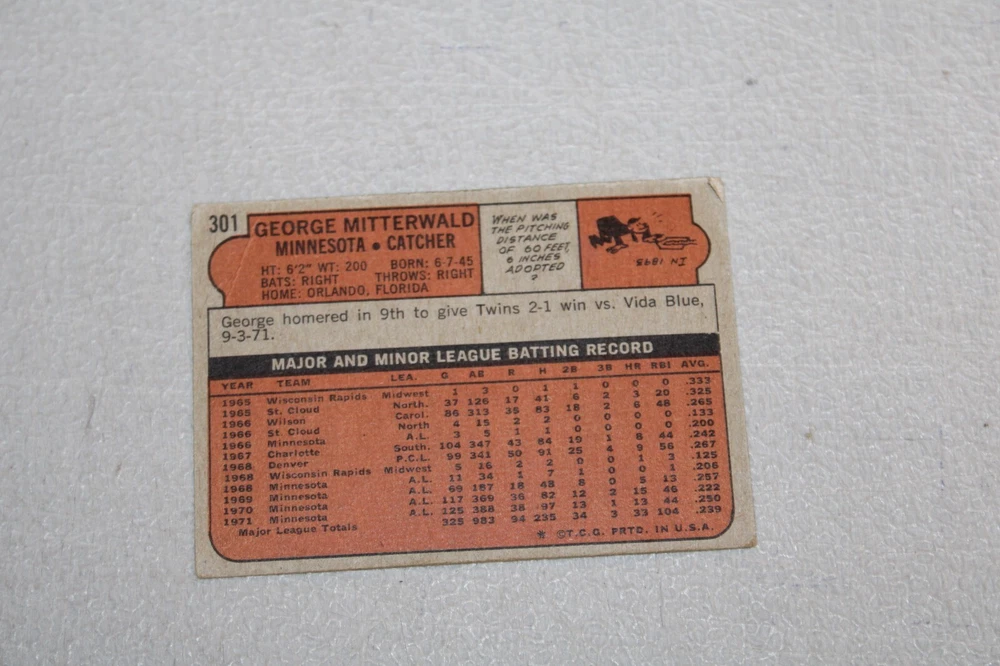 301
GEORGE MITTERWALD
MINNESOTA • CATCHER
HT: 6'2" WT: 200 BORN: 6-7-45
BATS: RIGHT THROWS: RIGHT
HOME: ORLANDO, FLORIDA
WHEN WAS
THE PITCHING
DISTANCE
OF 60 FEET,
6 INCHES
ADOPTED
?
IN 1893
George homered in 9th to give Twins 2-1 win vs. Vida Blue,
9-3-71.
MAJOR AND MINOR LEAGUE BATTING RECORD
YEAR TEAM LEA. G AB R H 2B 3B HR RBI AVG.
1965 Wisconsin Rapids Midwest 1 3 0 1 1 0 0 0 .333
1965 St. Cloud North. 37 126 17 41 6 2 3 20 .325
1966 Wilson Carol. 86 313 35 83 18 2 6 48 .265
1966 St. Cloud North 4 15 2 2 0 0 0 0 .133
1966 Minnesota A.L. 3 5 1 1 0 0 0 0 .200
1967 Charlotte South. 104 347 43 84 19 1 8 44 .242
1968 Denver P.C.L. 99 341 50 91 25 4 9 56 .267
1968 Wisconsin Rapids Midwest 5 16 2 2 0 0 1 3 .125
1968 Minnesota A.L. 11 34 1 7 1 0 0 1 .206
1969 Minnesota A.L. 69 187 18 48 8 0 5 13 .257
1970 Minnesota A.L. 117 369 36 82 12 2 15 46 .222
1971 Minnesota A.L. 125 388 38 97 13 1 13 44 .250
Major League Totals 325 983 94 235 34 3 33 104 .239
* ©T.C.G. PRTD. IN U.S.A.